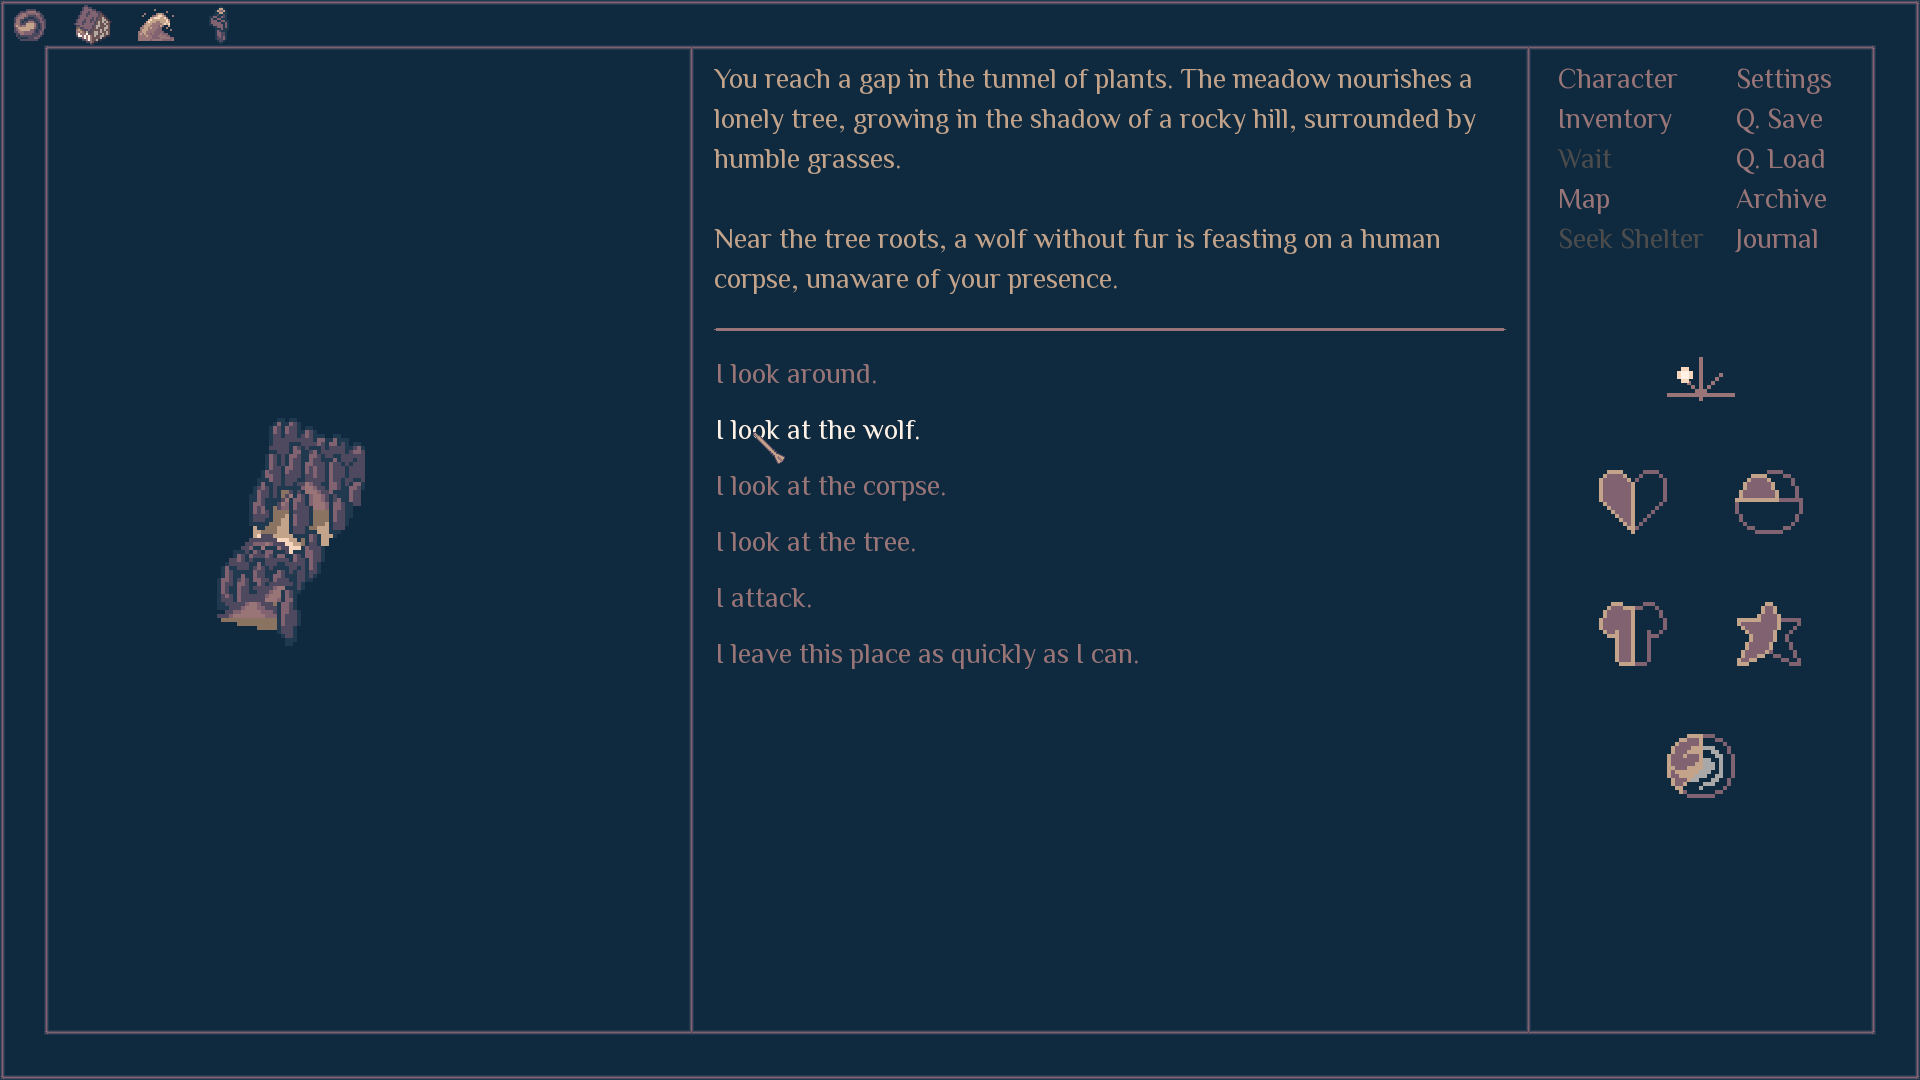 You reach a gap in the tunnel of plants. The meadow nourishes a
lonely tree, growing in the shadow of a rocky hill, surrounded by
humble grasses.
Near the tree roots, a wolf without fur is feasting on a human
corpse, unaware of your presence.
I look around.
I look at the wolf.
I look at the corpse.
I look at the tree.
I attack.
I leave this place as quickly as I can.
Character Settings
Inventory Q. Save
Wait Q. Load
Map Archive
Seek Shelter Journal